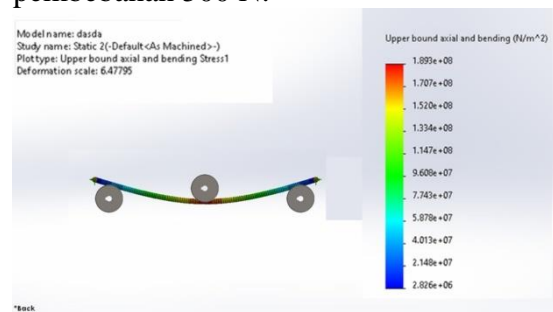 pembebanan 500 N.
Model name: dasda
Study name: Static 2(-Default<As Machined>-)
Plot type: Upper bound axial and bending Stress1
Deformation scale: 6.47795
Upper bound axial and bending (N/m^2)
1.893e+08
1.707e+08
1.520e+08
1.334e+08
1.147e+08
9.608e+07
7.743e+07
5.878e+07
4.013e+07
2.148e+07
2.826e+06
*Back